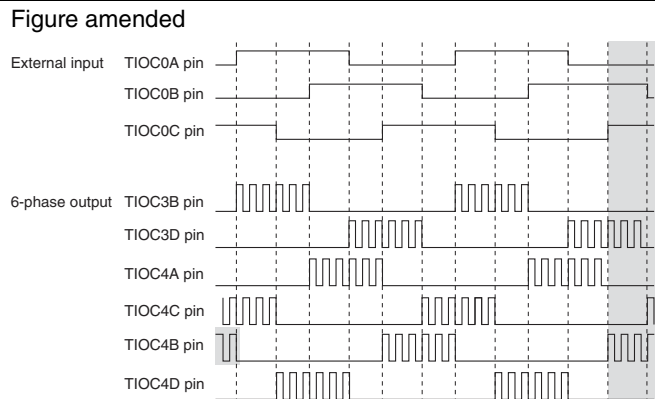 Figure amended
External input TIOC0A pin
TIOC0B pin
TIOC0C pin
6-phase output TIOC3B pin
TIOC3D pin
TIOC4A pin
TIOC4C pin
TIOC4B pin
TIOC4D pin